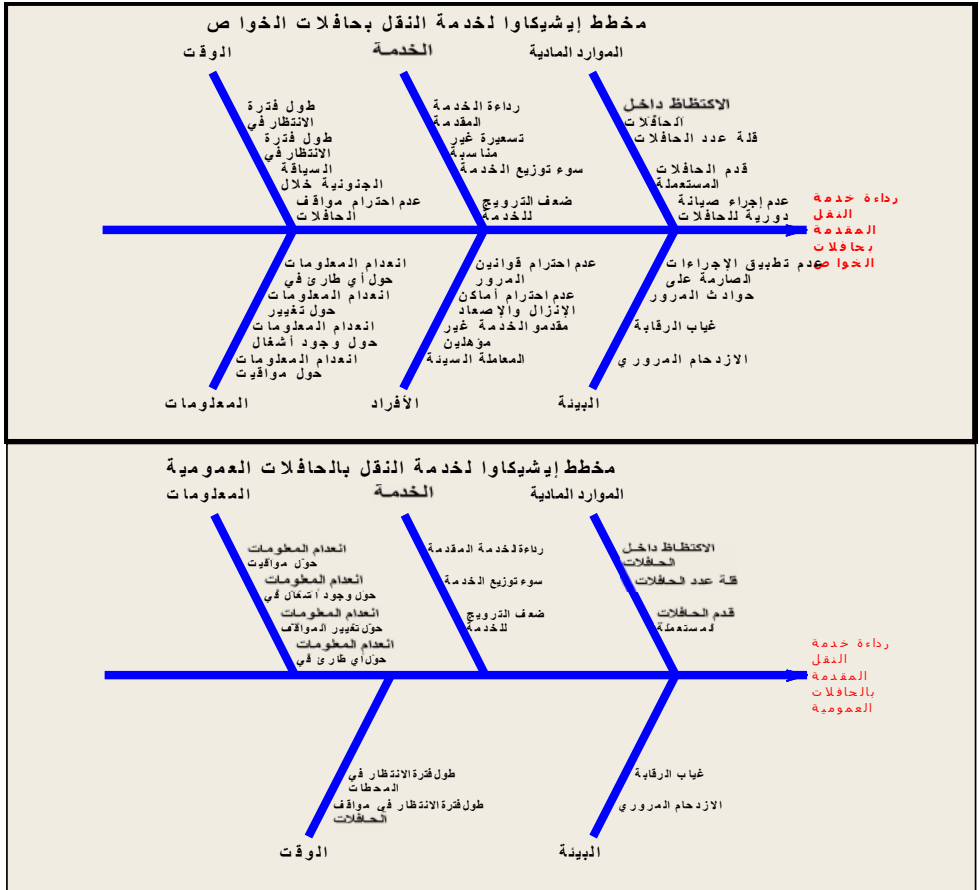 مخطط إيشيكاوا لخدمة النقل بحافلات الخواص
الموارد المادية
الخدمة
الوقت
الاكتظاظ داخل
الحافلات
قلة عدد الحافلات
قدم الحافلات
المستعملة
عدم إجراء صيانة
دورية للحافلات
رداءة الخدمة
المقدمة
تسعيرة غير
مناسبة
سوء توزيع الخدمة
ضعف الترويج
للخدمة
طول فترة
الانتظار في
طول فترة
الانتظار في
السياقة
الجنونية خلال
عدم احترام مواقف
الحافلات
رداءة خدمة
النقل
المقدمة
بحافلات
الخواص
عدم تطبيق الإجراءات
الصارمة على
حوادث المرور
غياب الرقابة
الازدحام المروري
عدم احترام قوانين
المرور
عدم احترام أماكن
الإنزال والإصعاد
مقدمو الخدمة غير
مؤهلين
المعاملة السيئة
انعدام المعلومات
حول أي طارئ في
انعدام المعلومات
حول تغيير
انعدام المعلومات
حول وجود أشغال
انعدام المعلومات
حول مواقيت
البيئة
الأفراد
المعلومات
مخطط إيشيكاوا لخدمة النقل بالحافلات العمومية
الموارد المادية
الخدمة
المعلومات
الاكتظاظ داخل
الحافلات
قلة عدد الحافلات
قدم الحافلات
لمستعملة
رداءة لخدمة المقدمة
سوء توزيع الخدمة
ضعف الترويج
للخدمة
انعدام المعلومات
حول مواقيت
انعدام المعلومات
حول وجود أشغال في
انعدام المعلومات
حول تغيير المواقف
انعدام المعلومات
حول أي طارئ في
رداءة خدمة
النقل
المقدمة
بالحافلات
العمومية
غياب الرقابة
الازدحام المروري
طول فترة الانتظار في
المحطات
طول فترة الانتظار في مواقف
الحافلات
البيئة
الوقت